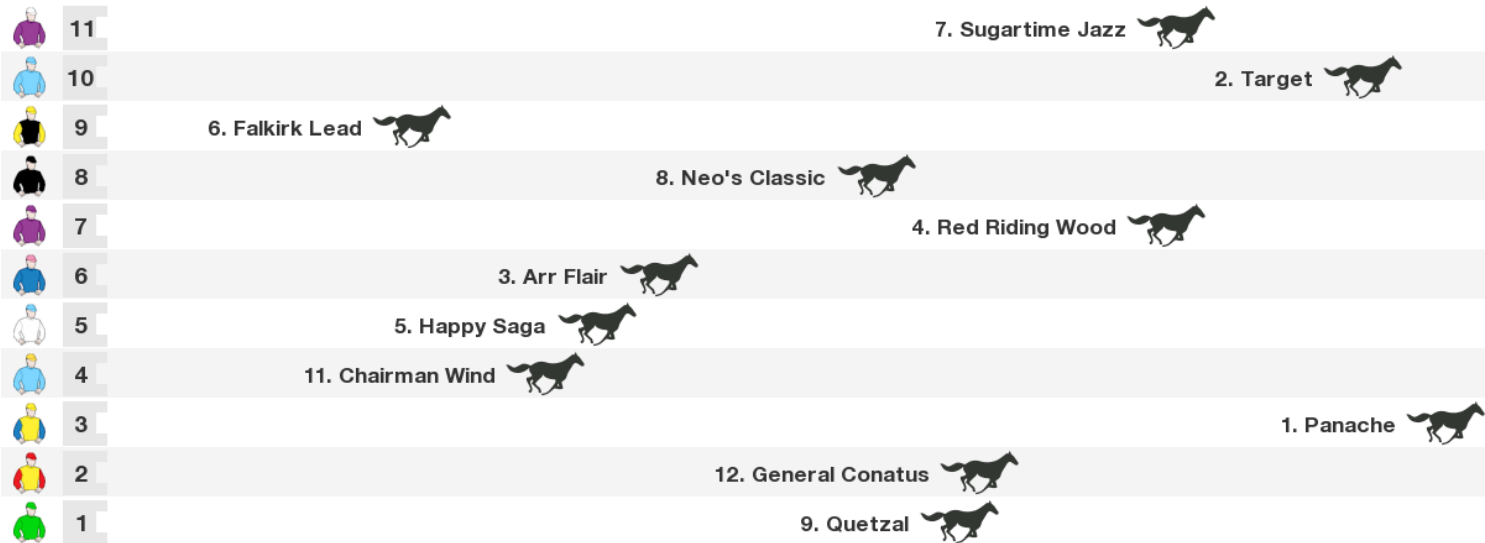 11 7. Sugartime Jazz
10 2. Target
9 6. Falkirk Lead
8 8. Neo's Classic
7 4. Red Riding Wood
6 3. Arr Flair
5 5. Happy Saga
4 11. Chairman Wind
3 1. Panache
2 12. General Conatus
1 9. Quetzal